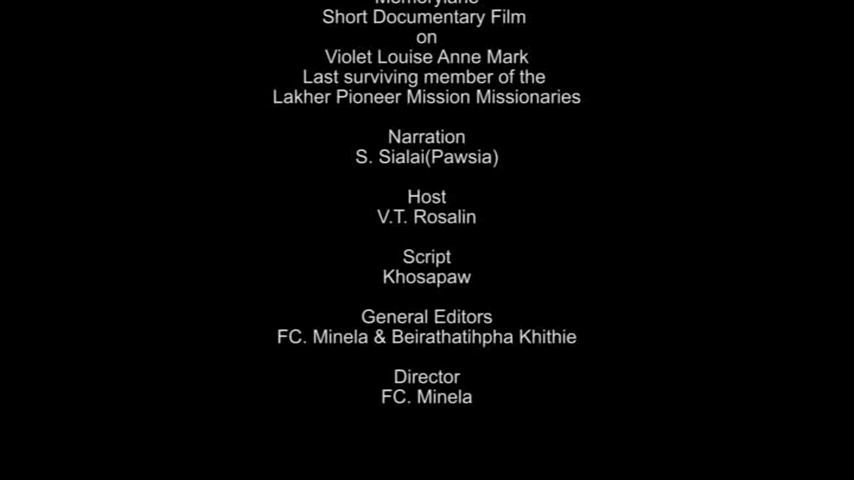 Memorylane
Short Documentary Film
on
Violet Louise Anne Mark
Last surviving member of the
Lakher Pioneer Mission Missionaries
Narration
S. Sialai(Pawsia)
Host
V.T. Rosalin
Script
Khosapaw
General Editors
FC. Minela & Beirathatihpha Khithie
Director
FC. Minela